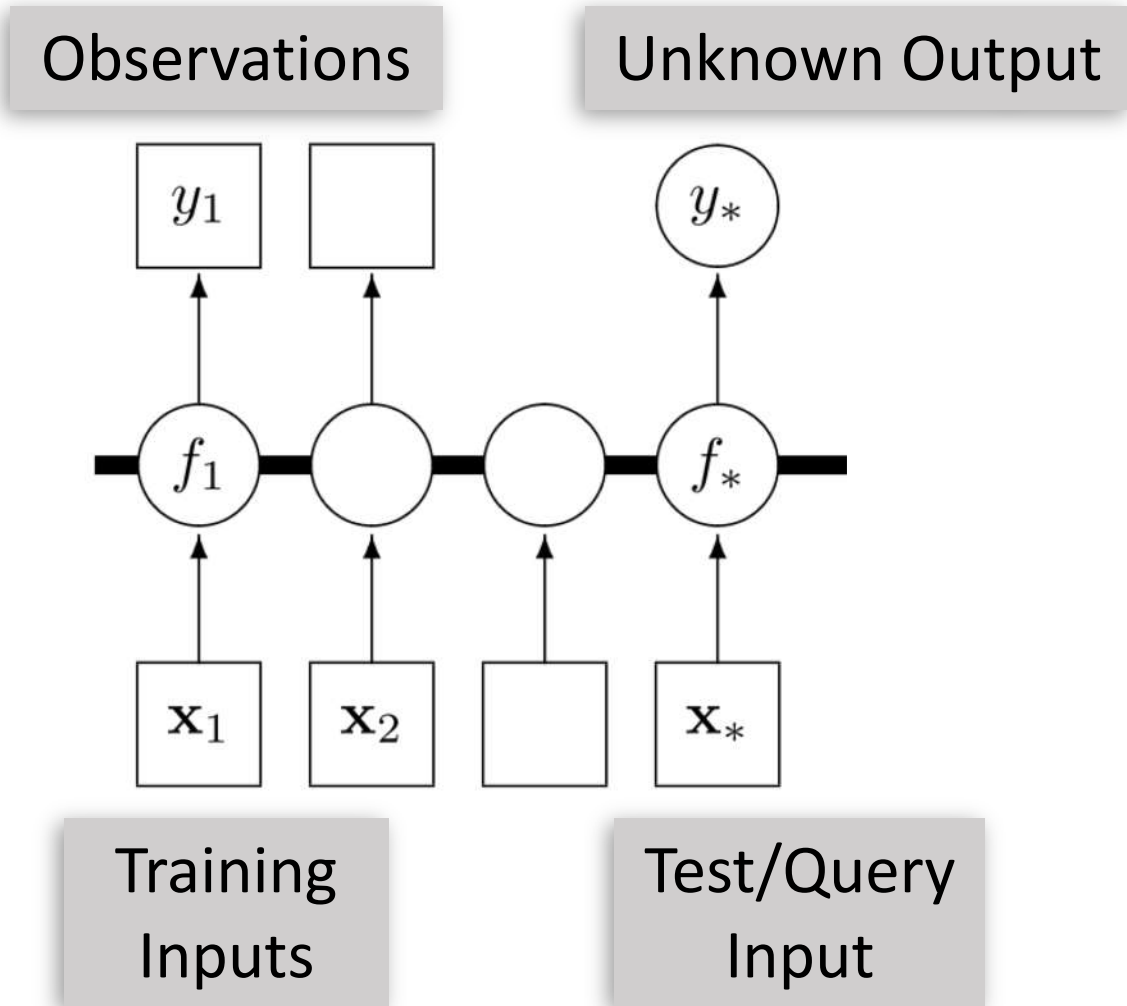 Observations
Unknown Output
y₁
y∗
f₁
f∗
x₁
x₂
x∗
Training
Inputs
Test/Query
Input